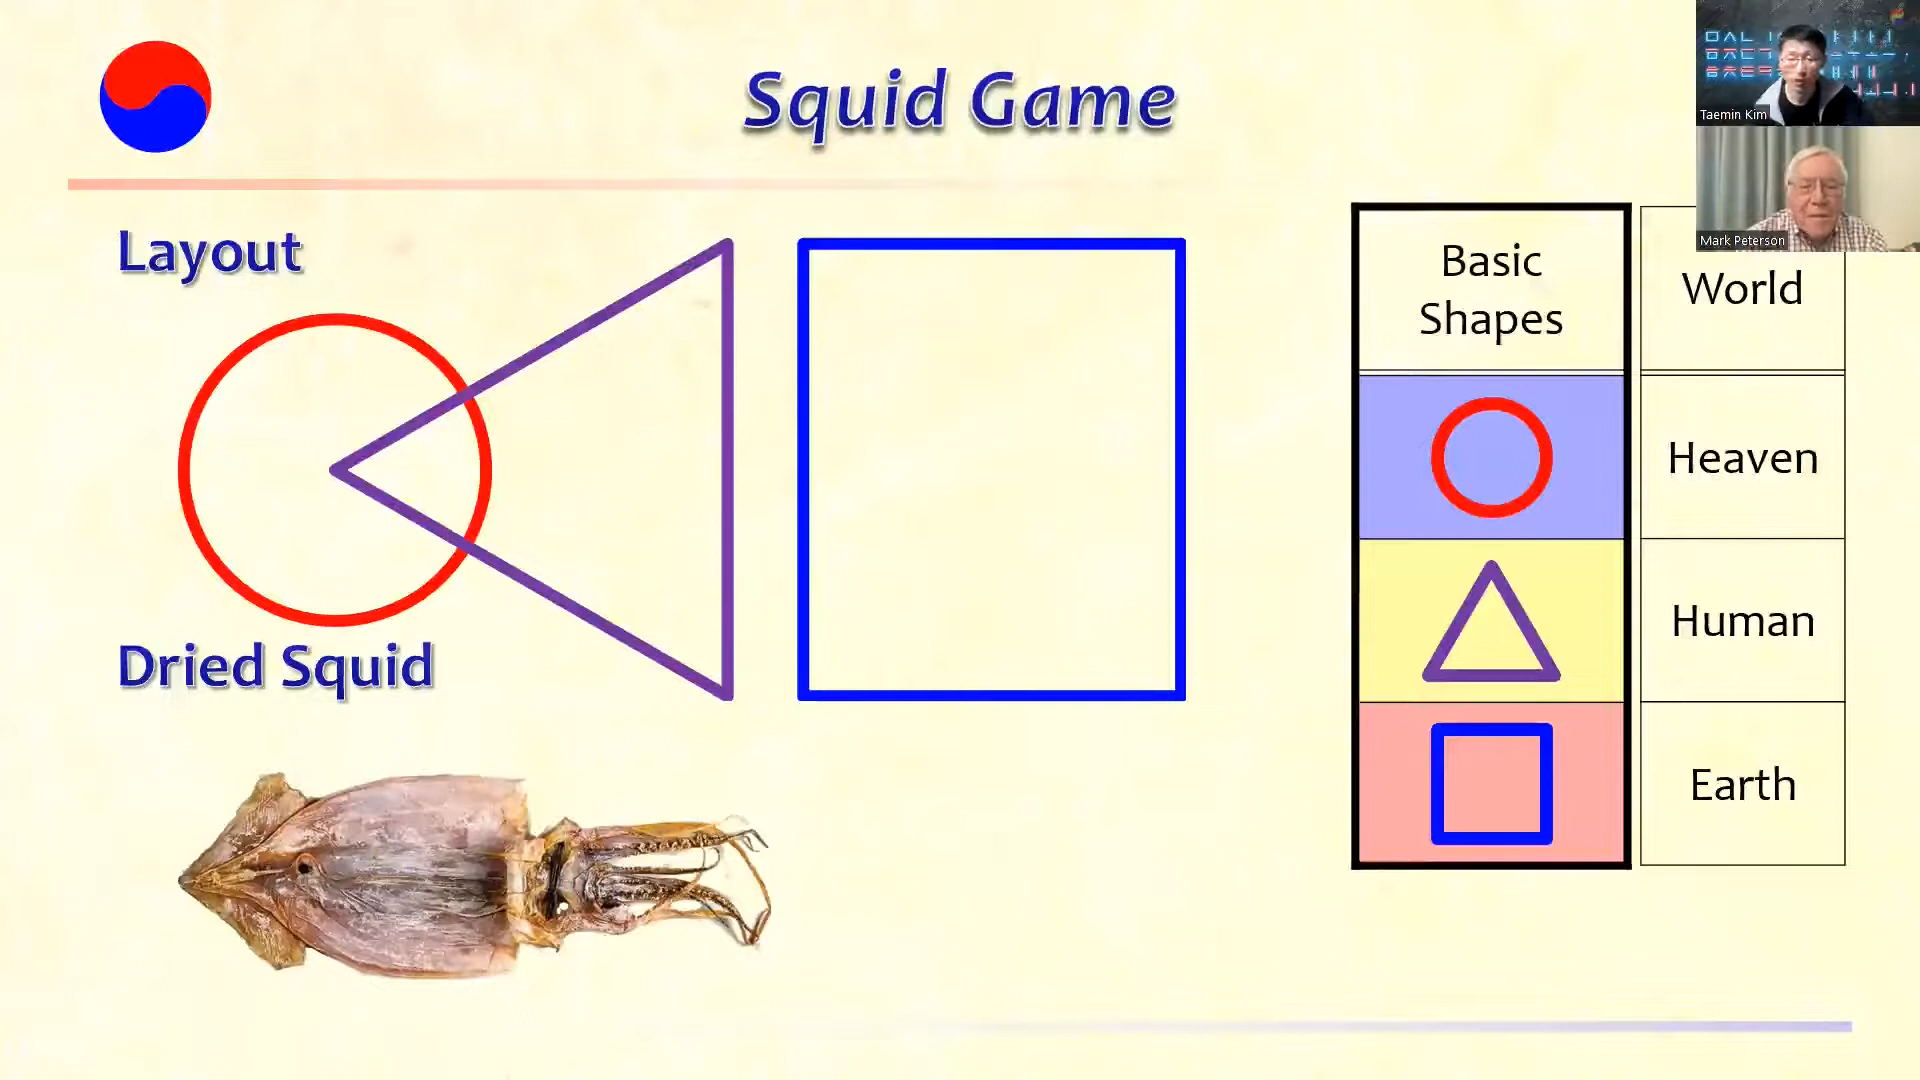 Squid Game
Taemin Kim
Mark Peterson
Layout
Dried Squid
Basic
Shapes
World
Heaven
Human
Earth